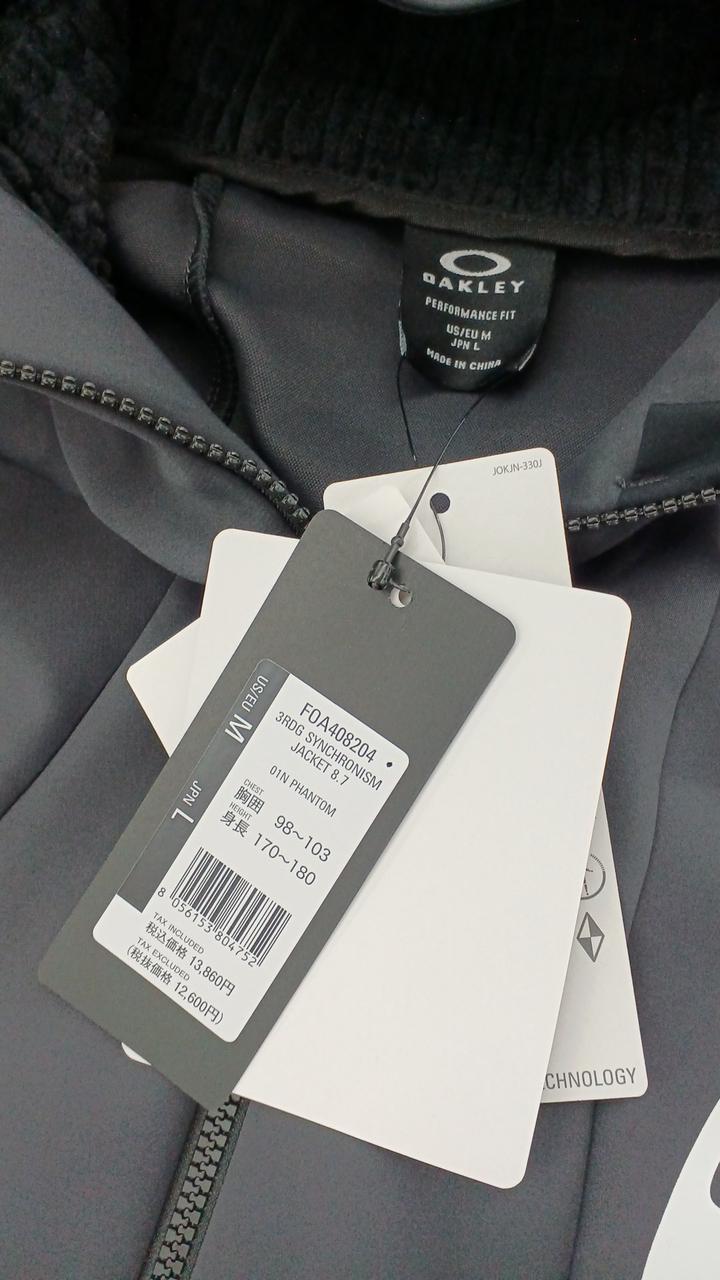 OAKLEY
PERFORMANCE FIT
US/EU M
JPN L
MADE IN CHINA
JOKJN-330J
US/EU M
JPN L
FOA408204
3RDG SYNCHRONISM
JACKET 8.7
01N PHANTOM
CHEST
胸囲 98～103
HEIGHT
身長 170～180
8 056153 804752
TAX INCLUDED
税込価格 13,860円
TAX EXCLUDED
(税抜価格 12,600円)
CHNOLOGY